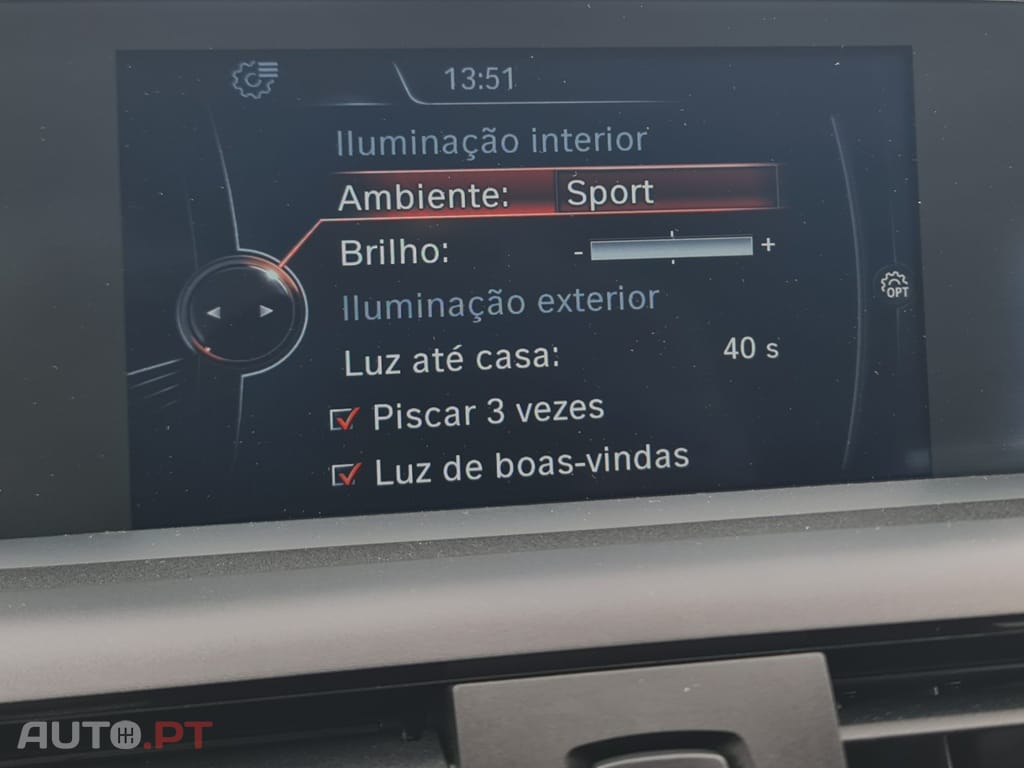 13:51
Iluminação interior
Ambiente: Sport
Brilho: - +
Iluminação exterior
OPT
Luz até casa: 40 s
Piscar 3 vezes
Luz de boas-vindas
AUTO.PT